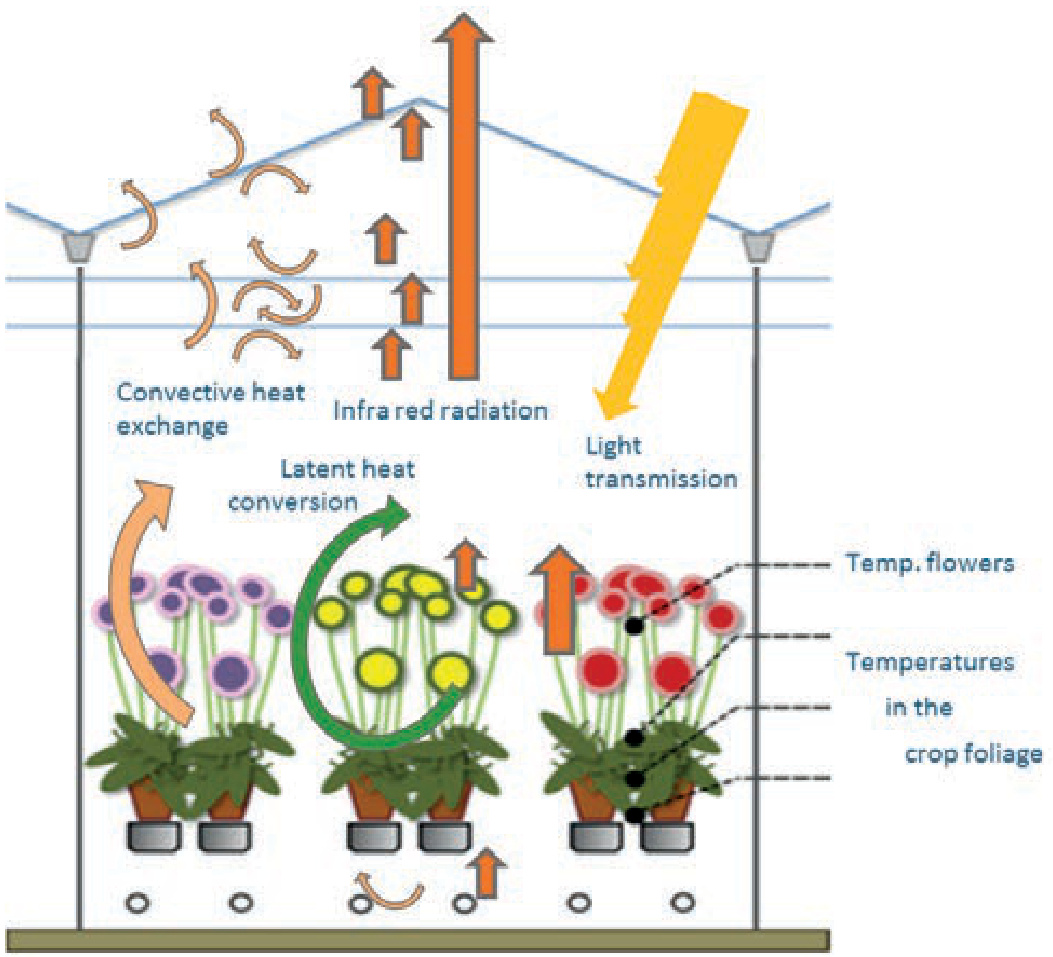 Convective heat
exchange
Infra red radiation
Light
transmission
Latent heat
conversion
Temp. flowers
Temperatures
in the
crop foliage